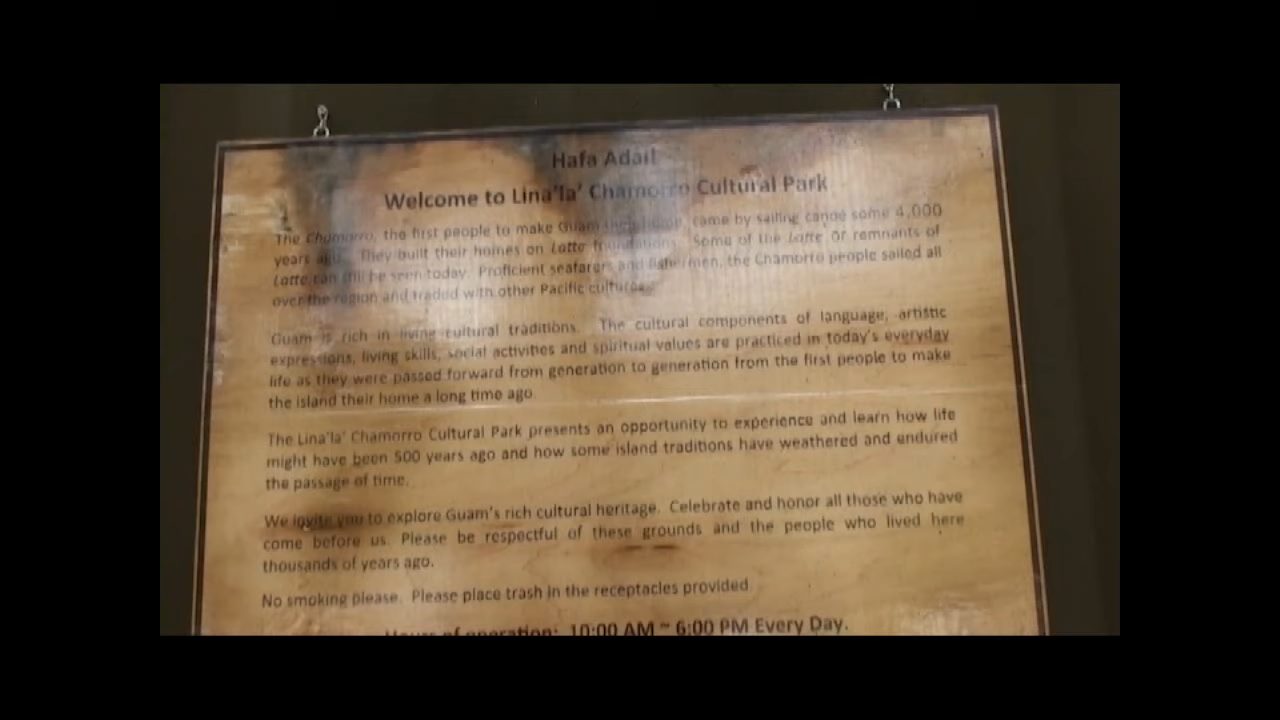 Hafa Adai!
Welcome to Lina'la' Chamorro Cultural Park
The Chamorro, the first people to make Guam their home, came by sailing canoe some 4,000
years ago. They built their homes on Latte foundations. Some of the Latte or remnants of
Latte can still be seen today. Proficient seafarers and fishermen, the Chamorro people sailed all
over the region and traded with other Pacific cultures.
Guam is rich in living cultural traditions. The cultural components of language, artistic
expressions, living skills, social activities and spiritual values are practiced in today's everyday
life as they were passed forward from generation to generation from the first people to make
the island their home a long time ago.
The Lina'la' Chamorro Cultural Park presents an opportunity to experience and learn how life
might have been 500 years ago and how some island traditions have weathered and endured
the passage of time.
We invite you to explore Guam's rich cultural heritage. Celebrate and honor all those who have
come before us. Please be respectful of these grounds and the people who lived here
thousands of years ago.
No smoking please. Please place trash in the receptacles provided.
Hours of operation: 10:00 AM ~ 6:00 PM Every Day.